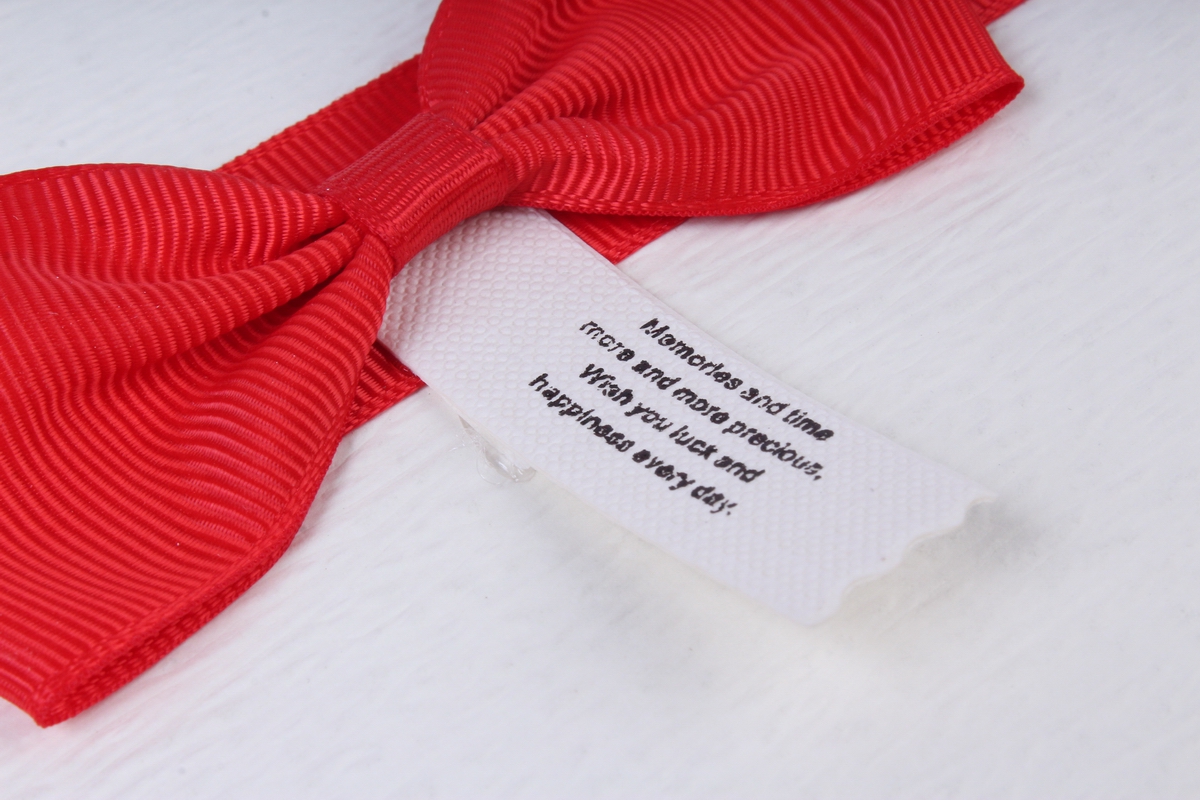 Memories and time
more and more precious,
Wish you luck and
happiness every day.